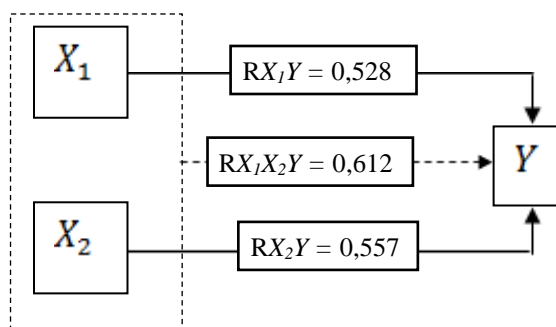 X₁
RX₁Y = 0,528
RX₁X₂Y = 0,612
Y
X₂
RX₂Y = 0,557